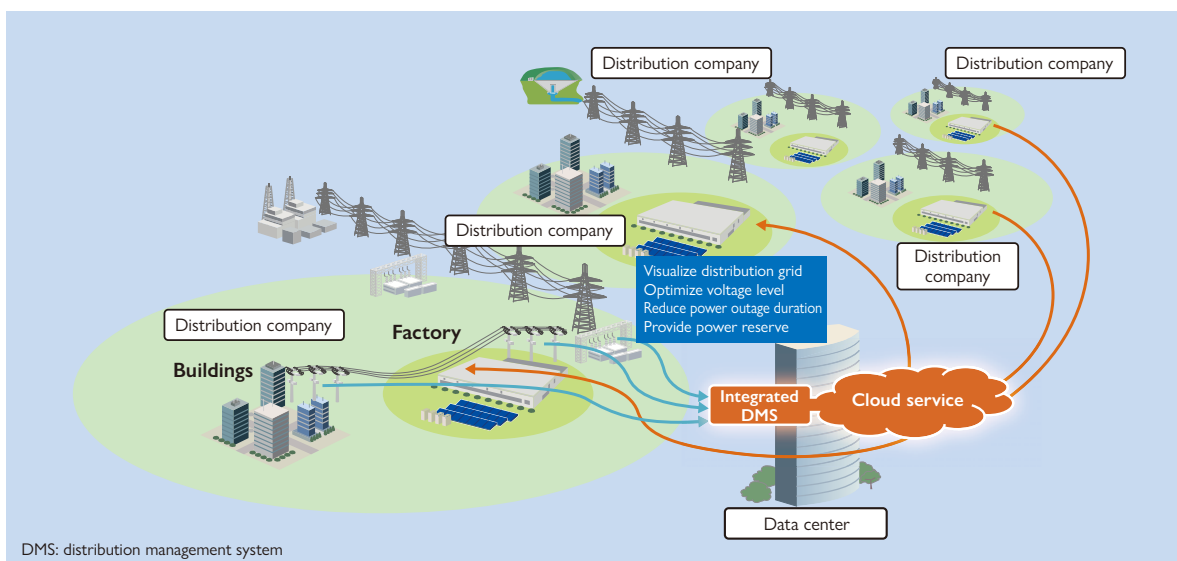 Distribution company
Distribution company
Distribution company
Distribution
company
Visualize distribution grid
Optimize voltage level
Reduce power outage duration
Provide power reserve
Distribution company
Factory
Buildings
Integrated
DMS
Cloud service
Data center
DMS: distribution management system